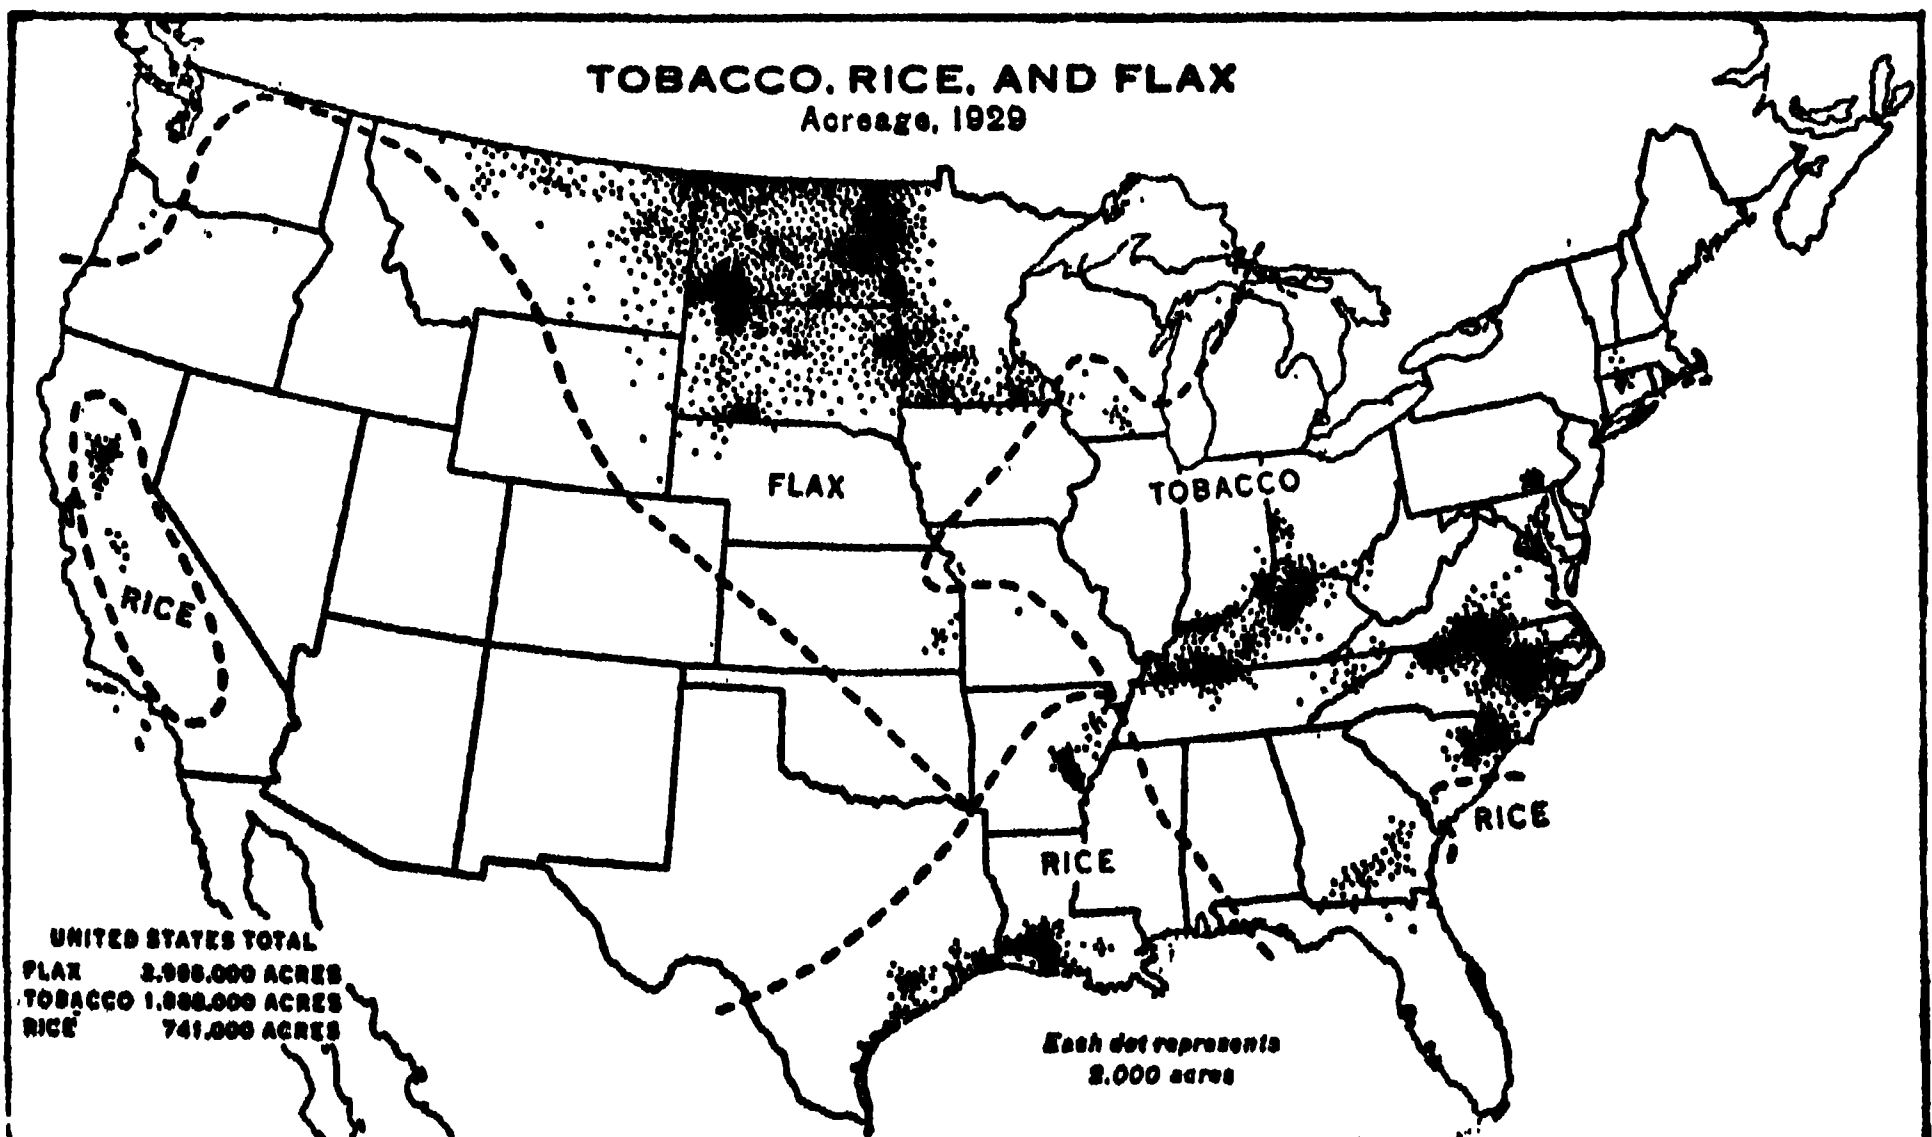 TOBACCO, RICE, AND FLAX
Acreage, 1929
FLAX
TOBACCO
RICE
RICE
RICE
UNITED STATES TOTAL
FLAX ACRES
TOBACCO ACRES
RICE 741,000 ACRES
Each dot represents
2,000 acres